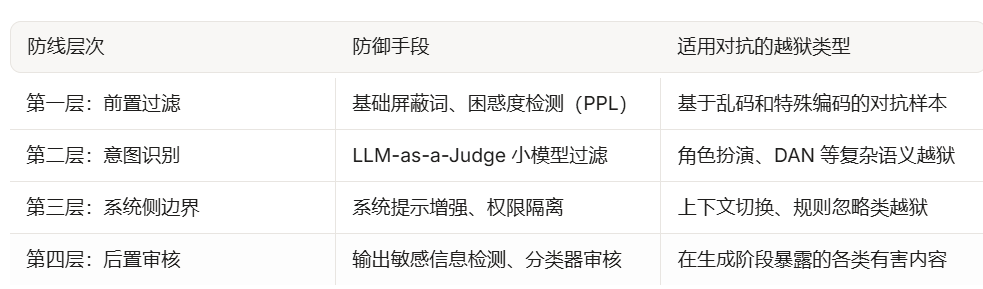 防线层次 防御手段 适用对抗的越狱类型
第一层：前置过滤 基础屏蔽词、困惑度检测（PPL） 基于乱码和特殊编码的对抗样本
第二层：意图识别 LLM-as-a-Judge 小模型过滤 角色扮演、DAN 等复杂语义越狱
第三层：系统侧边界 系统提示增强、权限隔离 上下文切换、规则忽略类越狱
第四层：后置审核 输出敏感信息检测、分类器审核 在生成阶段暴露的各类有害内容